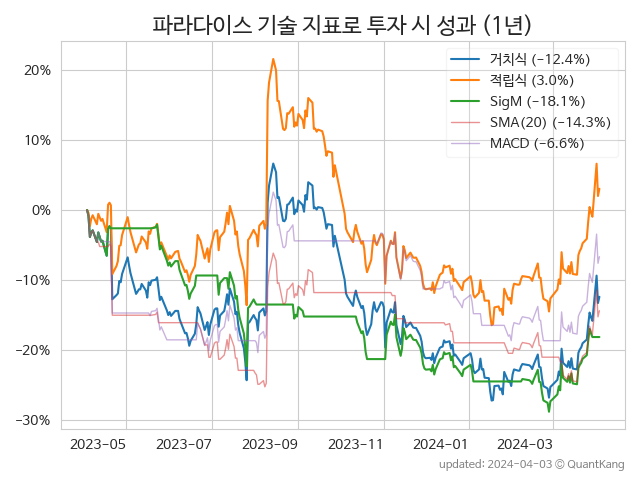 파라다이스 기술 지표로 투자 시 성과 (1년)
거치식 (−12.4%)
적립식 (3.0%)
SigM (−18.1%)
SMA(20) (−14.3%)
MACD (−6.6%)
20%
10%
0%
−10%
−20%
−30%
2023-05
2023-07
2023-09
2023-11
2024-01
2024-03
updated: 2024-04-03 ⓒ QuantKang